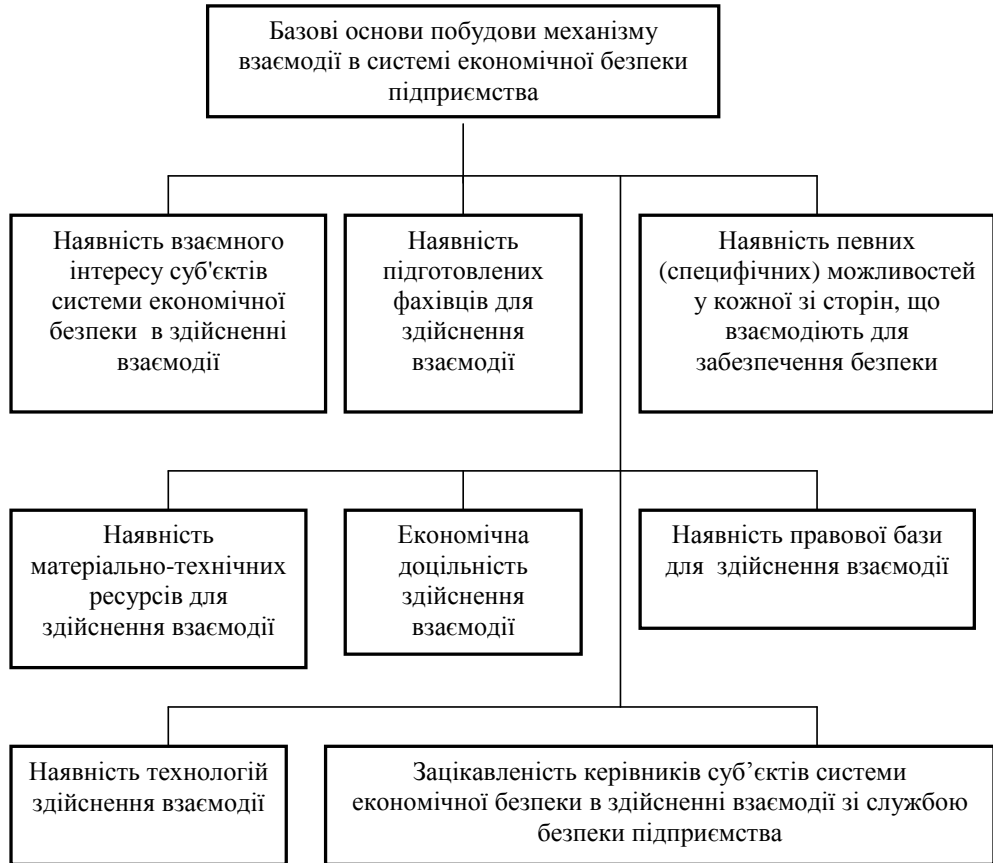 Базові основи побудови механізму
взаємодії в системі економічної безпеки
підприємства
Наявність взаємного
інтересу суб'єктів
системи економічної
безпеки в здійсненні
взаємодії
Наявність
підготовлених
фахівців для
здійснення
взаємодії
Наявність певних
(специфічних) можливостей
у кожної зі сторін, що
взаємодіють для
забезпечення безпеки
Наявність
матеріально-технічних
ресурсів для
здійснення взаємодії
Економічна
доцільність
здійснення
взаємодії
Наявність правової бази
для здійснення взаємодії
Наявність технологій
здійснення взаємодії
Зацікавленість керівників суб’єктів системи
економічної безпеки в здійсненні взаємодії зі службою
безпеки підприємства